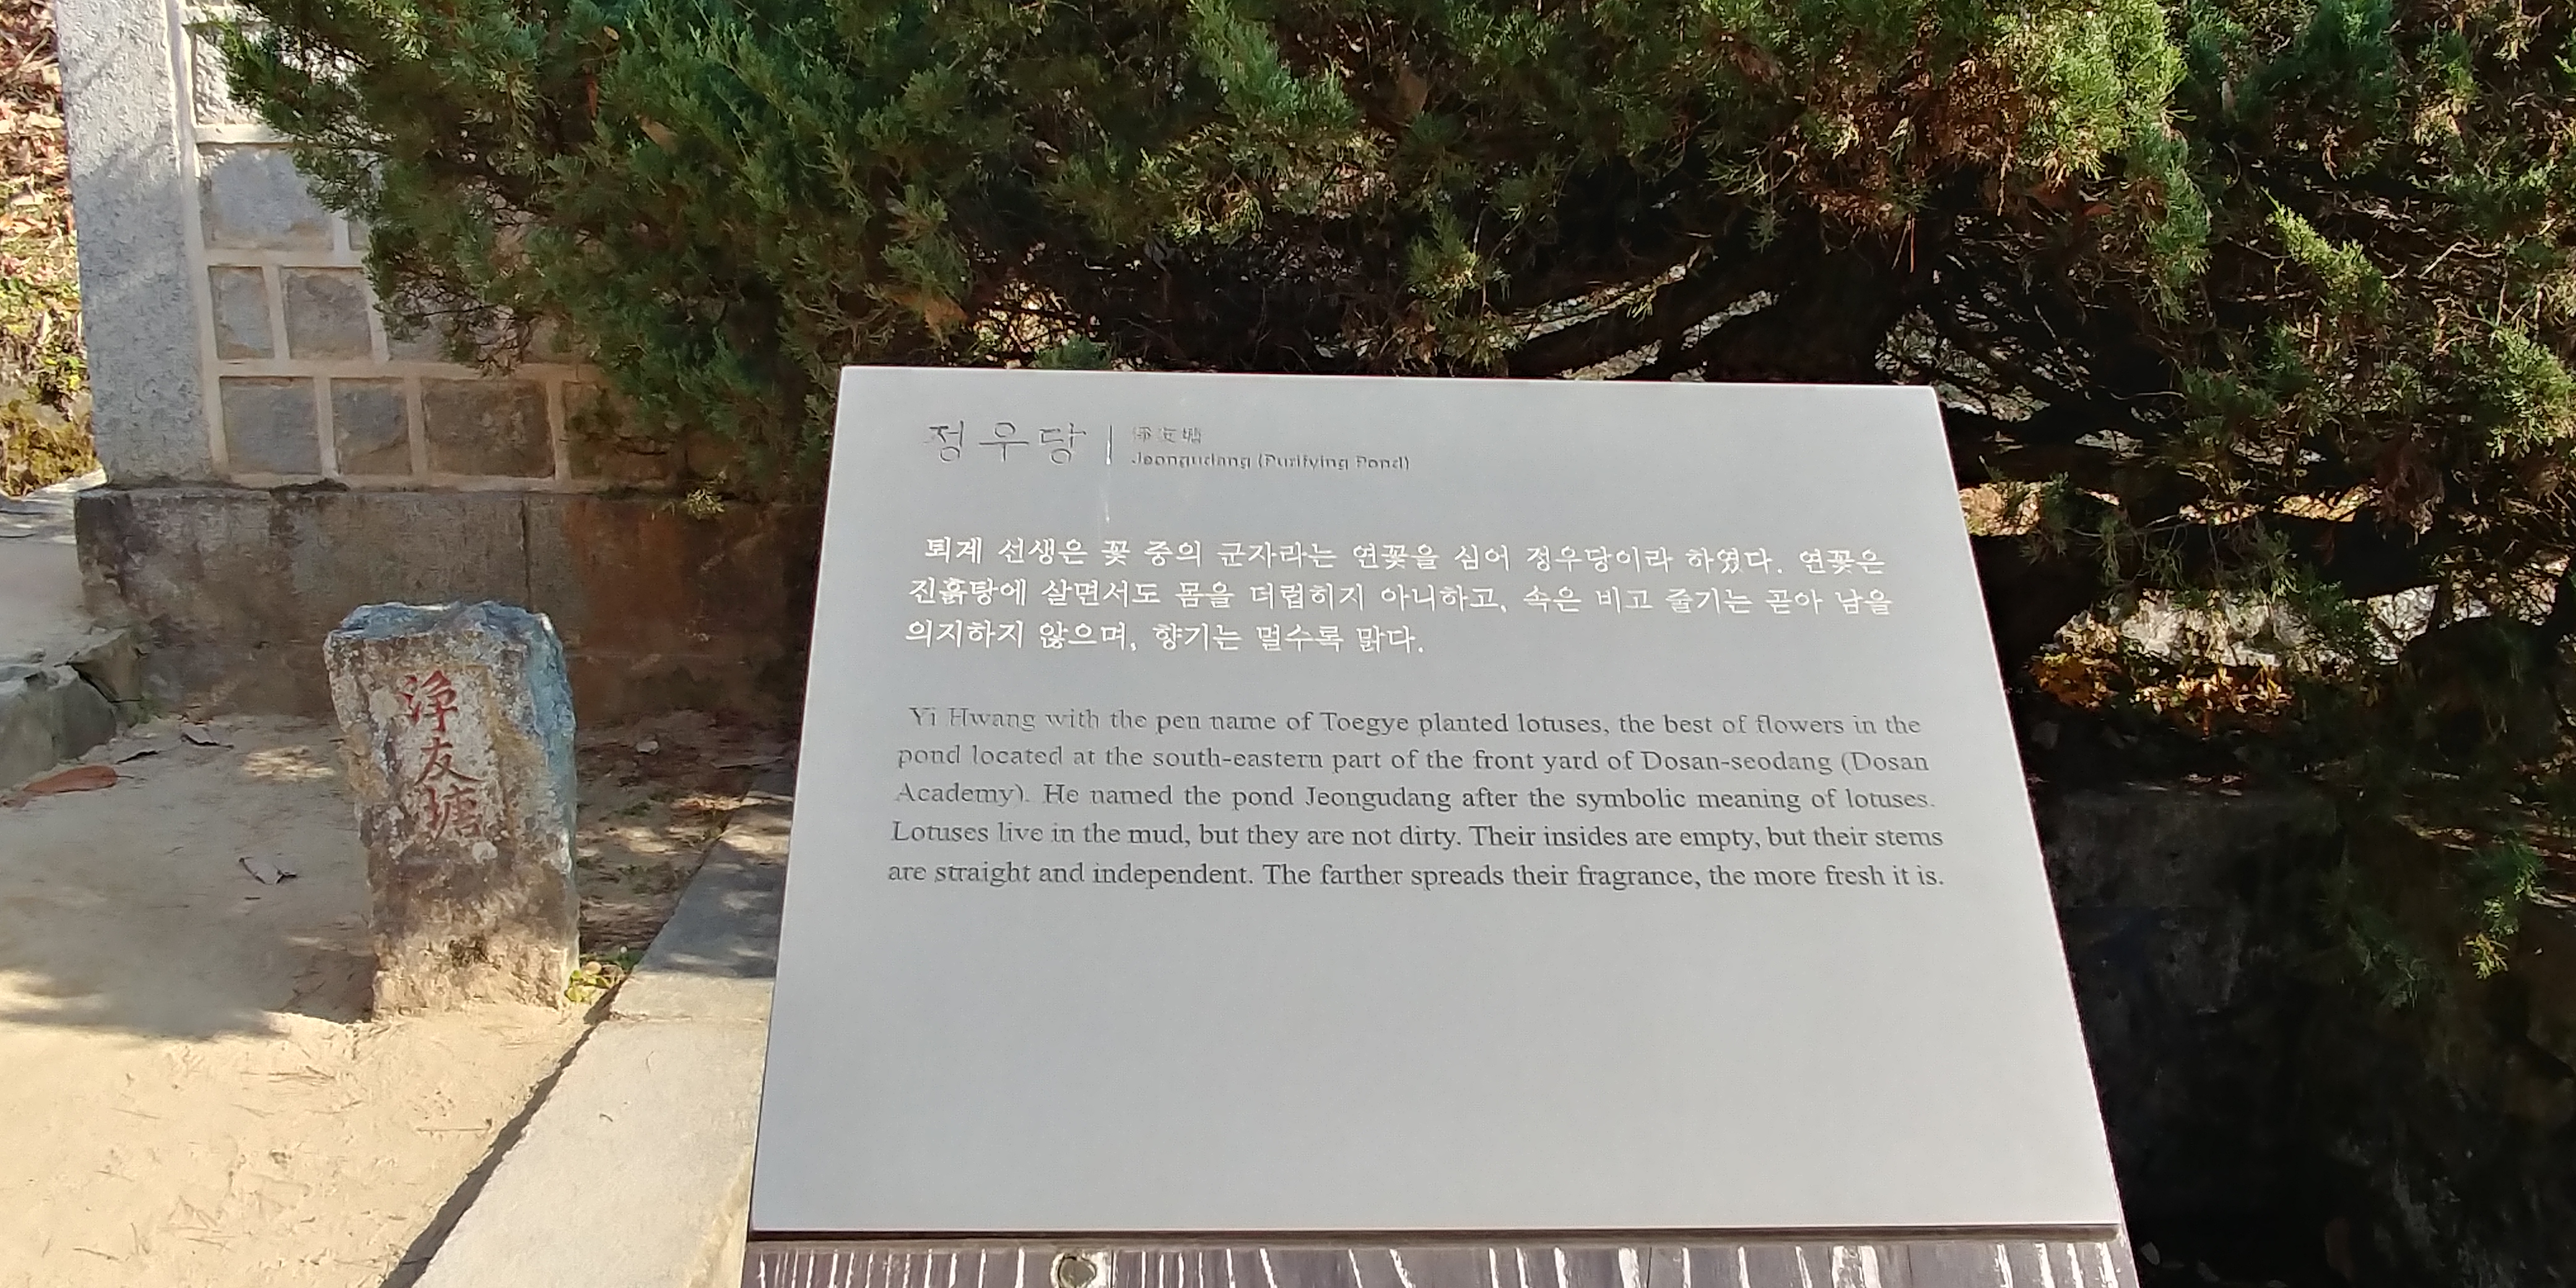 淨友塘
정우당
淨友塘
Jeongudang (Purifying Pond)
퇴계 선생은 꽃 중의 군자라는 연꽃을 심어 정우당이라 하였다. 연꽃은
진흙탕에 살면서도 몸을 더럽히지 아니하고, 속은 비고 줄기는 곧아 남을
의지하지 않으며, 향기는 멀수록 맑다.
Yi Hwang with the pen name of Toegye planted lotuses, the best of flowers in the
pond located at the south-eastern part of the front yard of Dosan-seodang (Dosan
Academy). He named the pond Jeongudang after the symbolic meaning of lotuses.
Lotuses live in the mud, but they are not dirty. Their insides are empty, but their stems
are straight and independent. The farther spreads their fragrance, the more fresh it is.